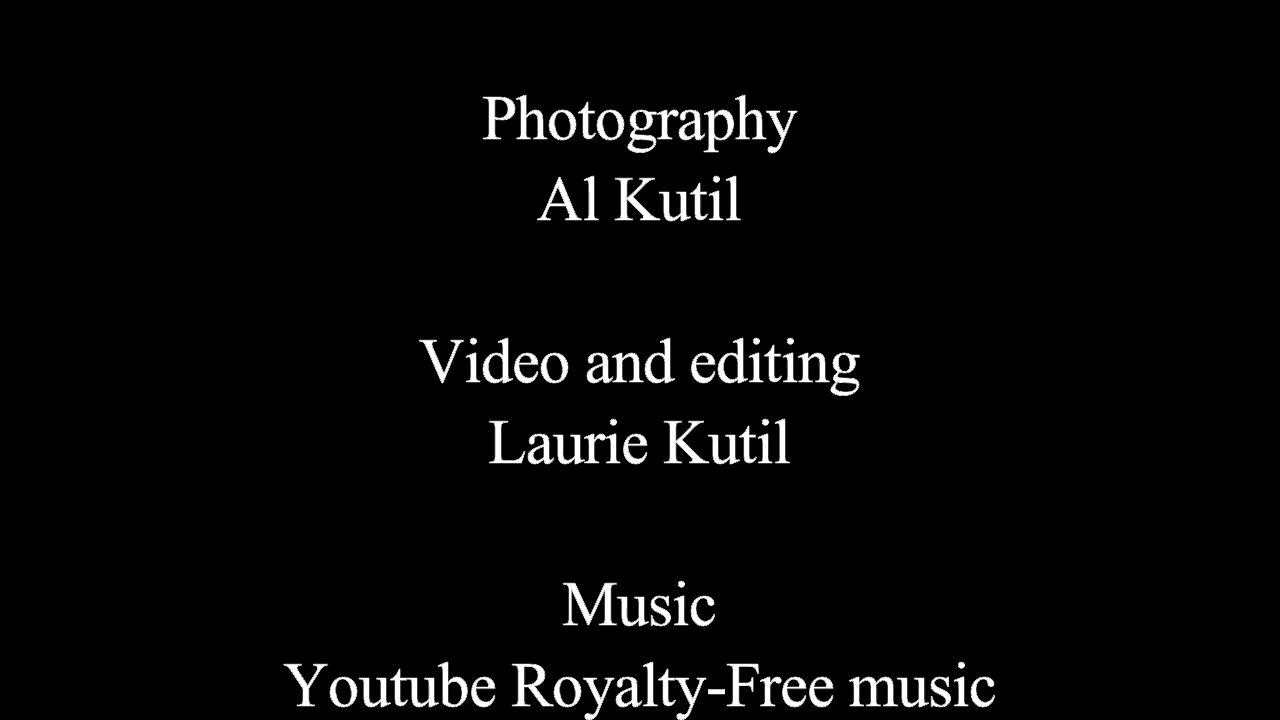 Photography
Al Kutil
Video and editing
Laurie Kutil
Music
Youtube Royalty-Free music